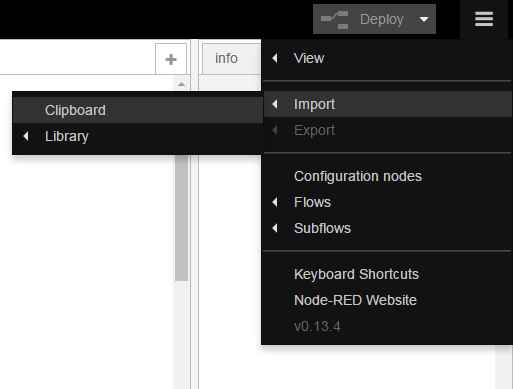 Deploy
+
info
View
Clipboard
Library
Import
Export
Configuration nodes
Flows
Subflows
Keyboard Shortcuts
Node-RED Website
v0.13.4